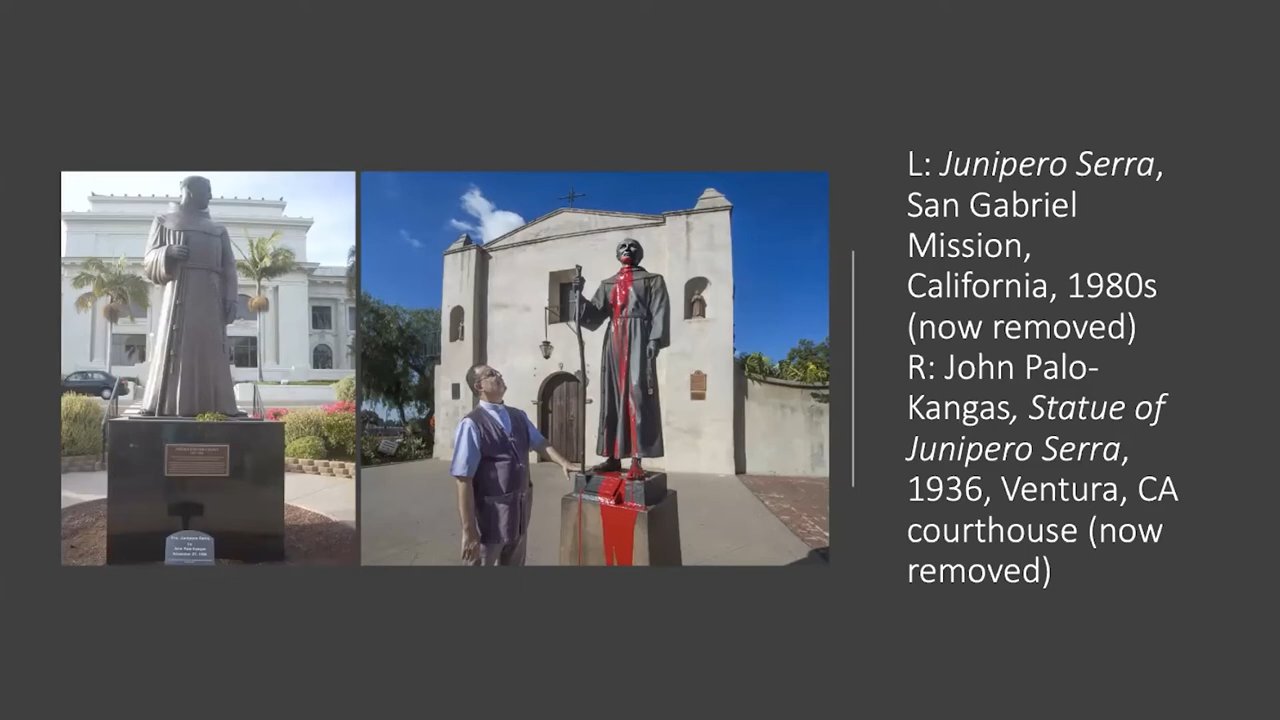 L: Junipero Serra,
San Gabriel
Mission,
California, 1980s
(now removed)
R: John Palo-
Kangas, Statue of
Junipero Serra,
1936, Ventura, CA
courthouse (now
removed)